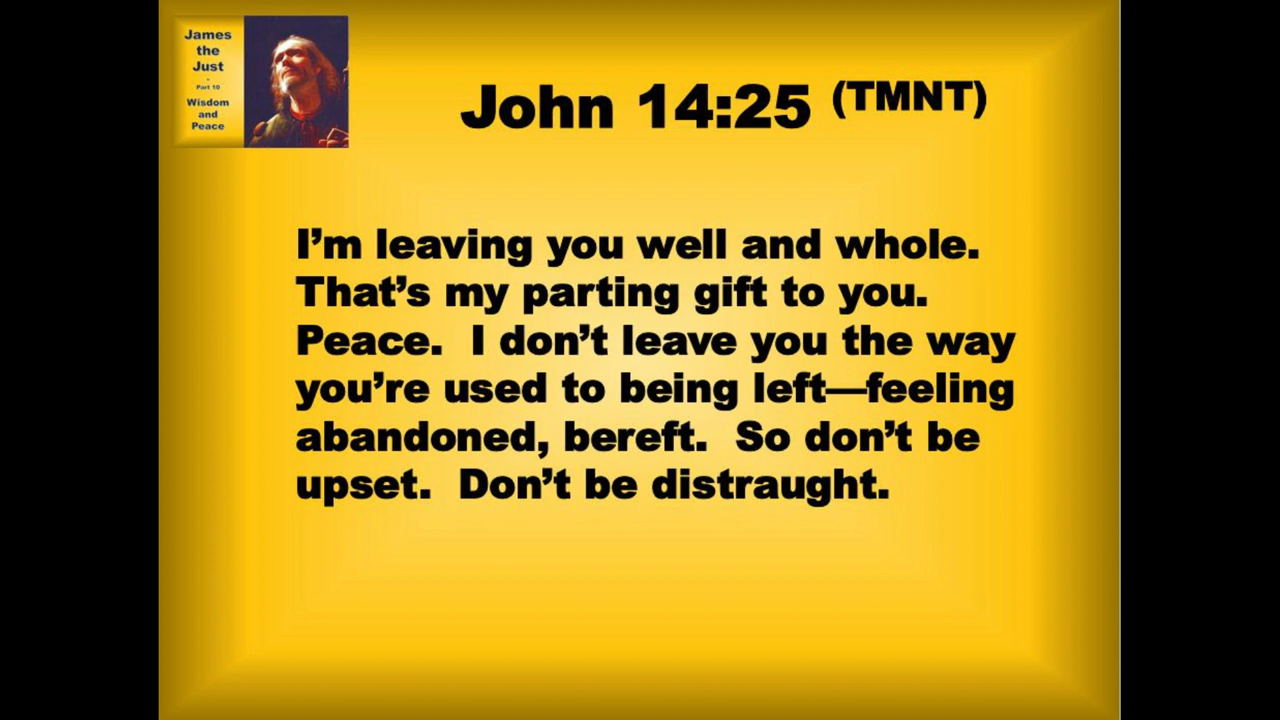 James
the
Just
-
Part 10
Wisdom
and
Peace
John 14:25 (TMNT)
I’m leaving you well and whole.
That’s my parting gift to you.
Peace.  I don’t leave you the way
you’re used to being left—feeling
abandoned, bereft.  So don’t be
upset.  Don’t be distraught.